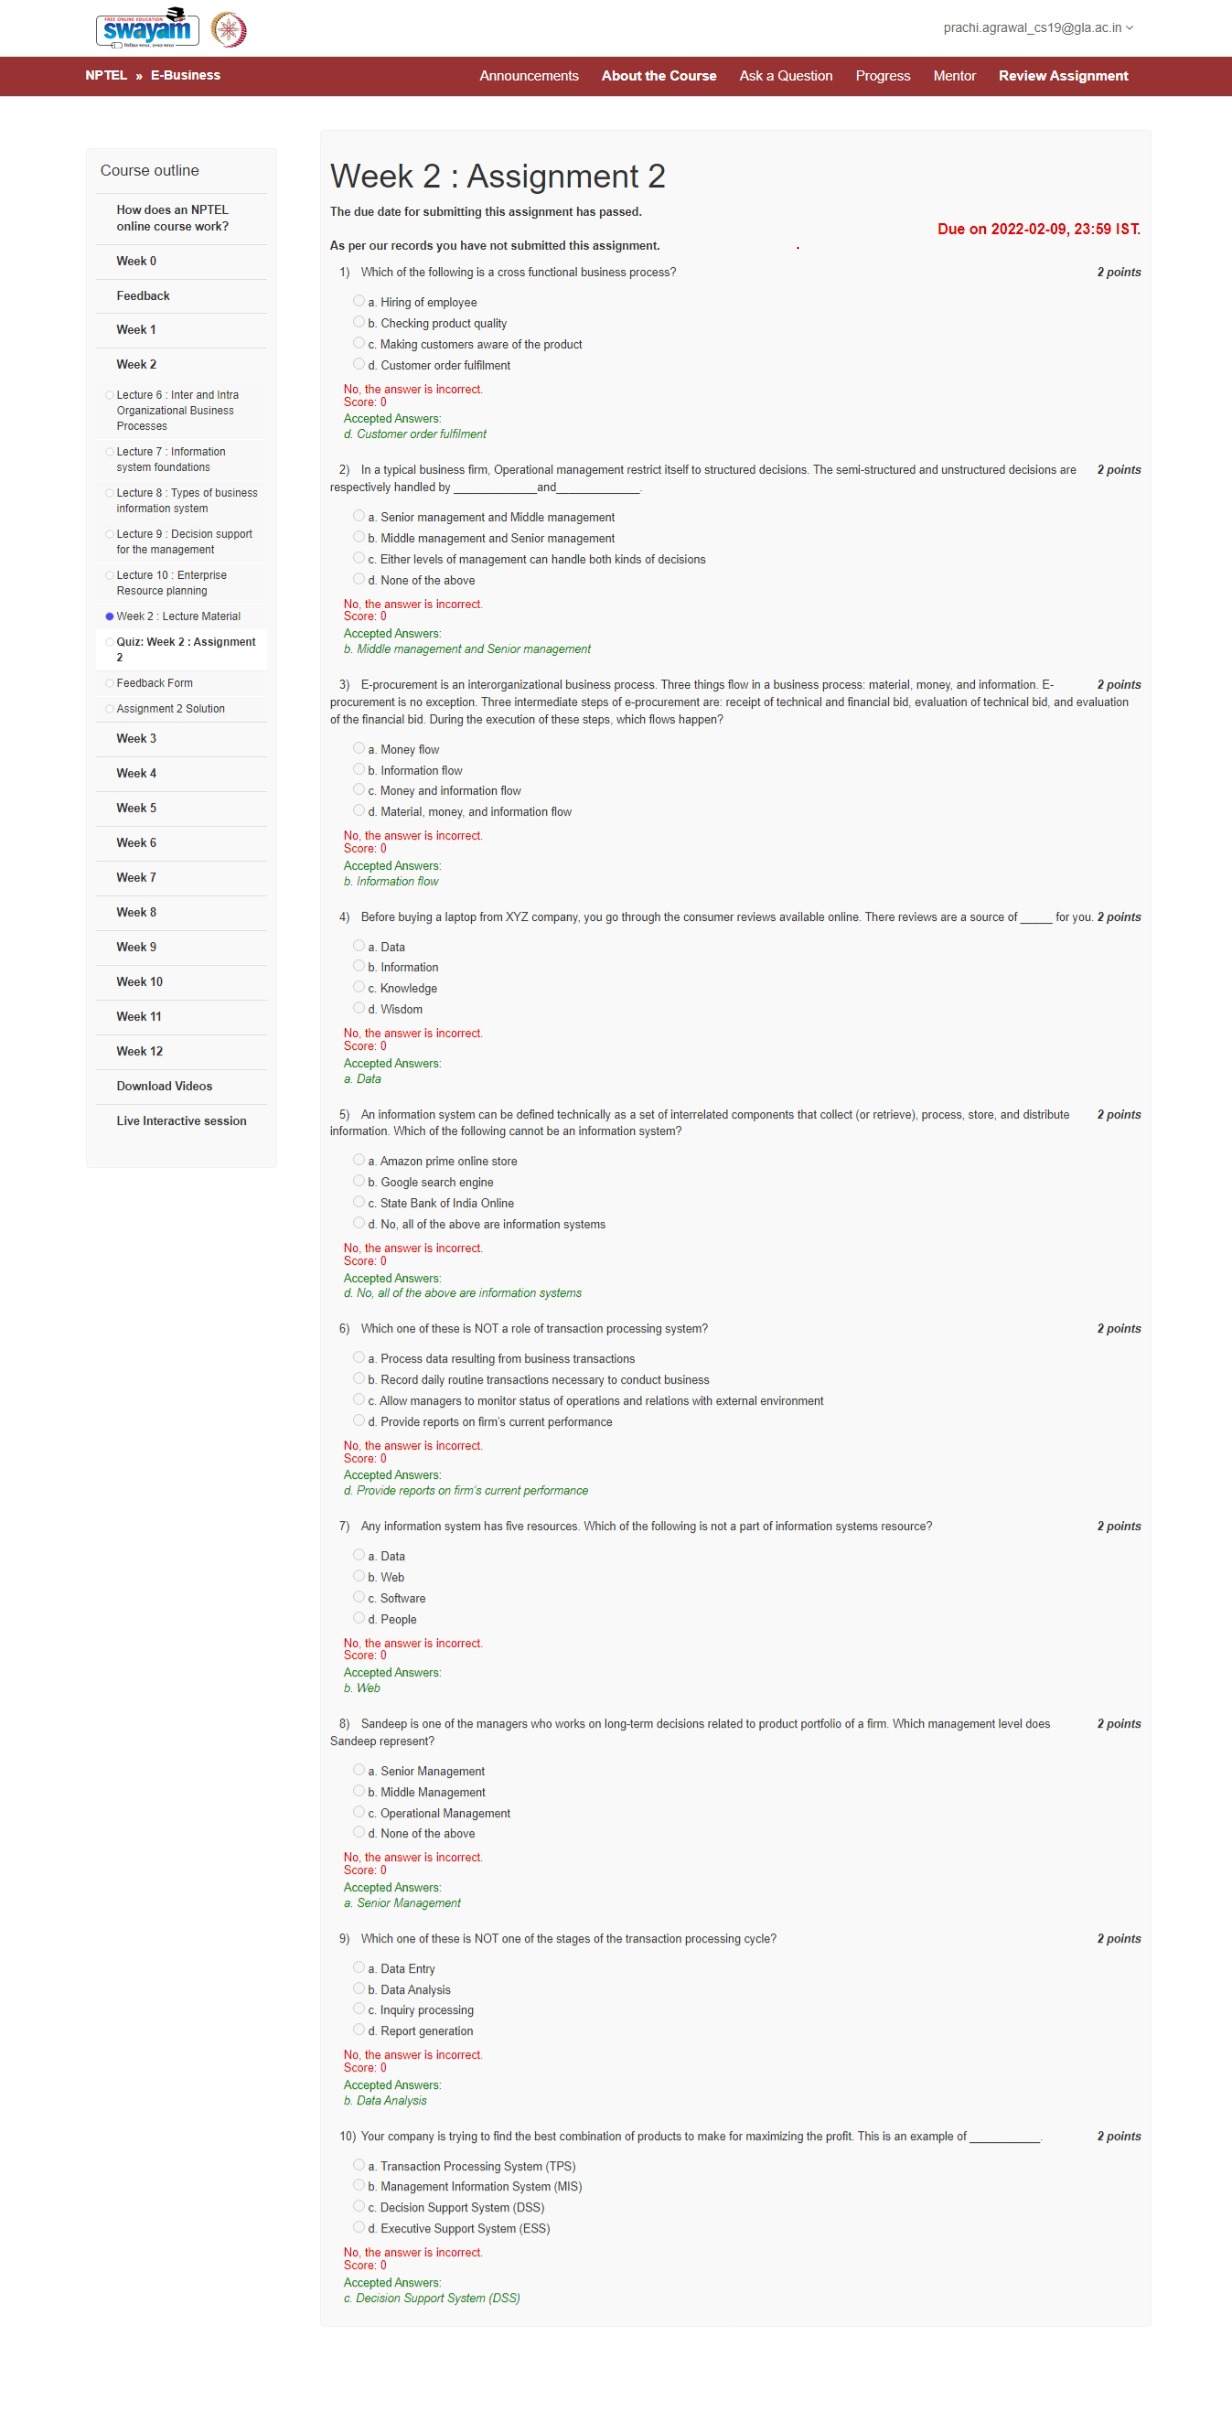 FREE ONLINE EDUCATION
swayam
शिक्षित भारत, उन्नत भारत
prachi.agrawal_cs19@gla.ac.in
NPTEL » E-Business
Announcements About the Course Ask a Question Progress Mentor Review Assignment
Course outline
How does an NPTEL
online course work?
Week 0
Feedback
Week 1
Week 2
Lecture 6 : Inter and Intra
Organizational Business
Processes
Lecture 7 : Information
system foundations
Lecture 8 : Types of business
information system
Lecture 9 : Decision support
for the management
Lecture 10 : Enterprise
Resource planning
Week 2 : Lecture Material
Quiz: Week 2 : Assignment
2
Feedback Form
Assignment 2 Solution
Week 3
Week 4
Week 5
Week 6
Week 7
Week 8
Week 9
Week 10
Week 11
Week 12
Download Videos
Live Interactive session
Week 2 : Assignment 2
The due date for submitting this assignment has passed.
Due on 2022-02-09, 23:59 IST.
As per our records you have not submitted this assignment.
1) Which of the following is a cross functional business process? 2 points
a. Hiring of employee
b. Checking product quality
c. Making customers aware of the product
d. Customer order fulfilment
No, the answer is incorrect.
Score: 0
Accepted Answers:
d. Customer order fulfilment
2) In a typical business firm, Operational management restrict itself to structured decisions. The semi-structured and unstructured decisions are 2 points
respectively handled by _____________and_____________.
a. Senior management and Middle management
b. Middle management and Senior management
c. Either levels of management can handle both kinds of decisions
d. None of the above
No, the answer is incorrect.
Score: 0
Accepted Answers:
b. Middle management and Senior management
3) E-procurement is an interorganizational business process. Three things flow in a business process: material, money, and information. E- 2 points
procurement is no exception. Three intermediate steps of e-procurement are: receipt of technical and financial bid, evaluation of technical bid, and evaluation
of the financial bid. During the execution of these steps, which flows happen?
a. Money flow
b. Information flow
c. Money and information flow
d. Material, money, and information flow
No, the answer is incorrect.
Score: 0
Accepted Answers:
b. Information flow
4) Before buying a laptop from XYZ company, you go through the consumer reviews available online. There reviews are a source of _____ for you. 2 points
a. Data
b. Information
c. Knowledge
d. Wisdom
No, the answer is incorrect.
Score: 0
Accepted Answers:
a. Data
5) An information system can be defined technically as a set of interrelated components that collect (or retrieve), process, store, and distribute 2 points
information. Which of the following cannot be an information system?
a. Amazon prime online store
b. Google search engine
c. State Bank of India Online
d. No, all of the above are information systems
No, the answer is incorrect.
Score: 0
Accepted Answers:
d. No, all of the above are information systems
6) Which one of these is NOT a role of transaction processing system? 2 points
a. Process data resulting from business transactions
b. Record daily routine transactions necessary to conduct business
c. Allow managers to monitor status of operations and relations with external environment
d. Provide reports on firm's current performance
No, the answer is incorrect.
Score: 0
Accepted Answers:
d. Provide reports on firm's current performance
7) Any information system has five resources. Which of the following is not a part of information systems resource? 2 points
a. Data
b. Web
c. Software
d. People
No, the answer is incorrect.
Score: 0
Accepted Answers:
b. Web
8) Sandeep is one of the managers who works on long-term decisions related to product portfolio of a firm. Which management level does 2 points
Sandeep represent?
a. Senior Management
b. Middle Management
c. Operational Management
d. None of the above
No, the answer is incorrect.
Score: 0
Accepted Answers:
a. Senior Management
9) Which one of these is NOT one of the stages of the transaction processing cycle? 2 points
a. Data Entry
b. Data Analysis
c. Inquiry processing
d. Report generation
No, the answer is incorrect.
Score: 0
Accepted Answers:
b. Data Analysis
10) Your company is trying to find the best combination of products to make for maximizing the profit. This is an example of ___________. 2 points
a. Transaction Processing System (TPS)
b. Management Information System (MIS)
c. Decision Support System (DSS)
d. Executive Support System (ESS)
No, the answer is incorrect.
Score: 0
Accepted Answers:
c. Decision Support System (DSS)